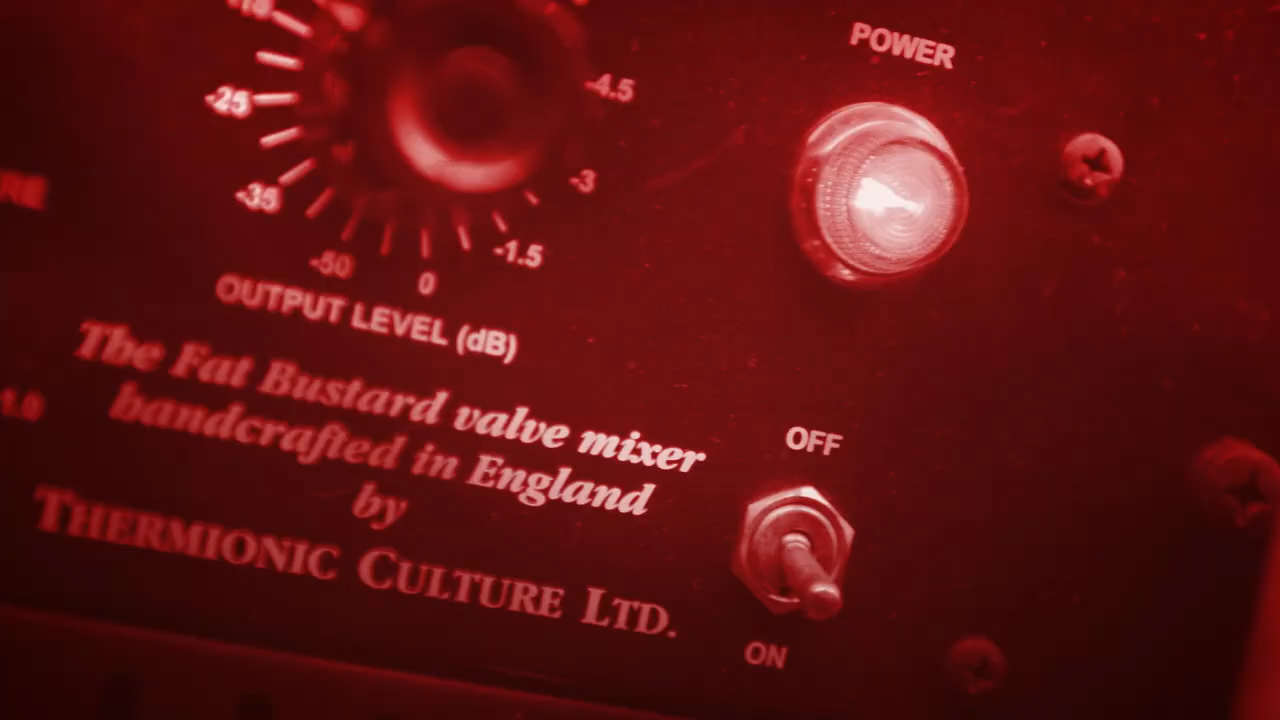 POWER
-4.5
-25
-3
-35
-1.5
-50
0
OUTPUT LEVEL (dB)
The Fat Bustard valve mixer
handcrafted in England
by
THERMIONIC CULTURE LTD.
OFF
ON